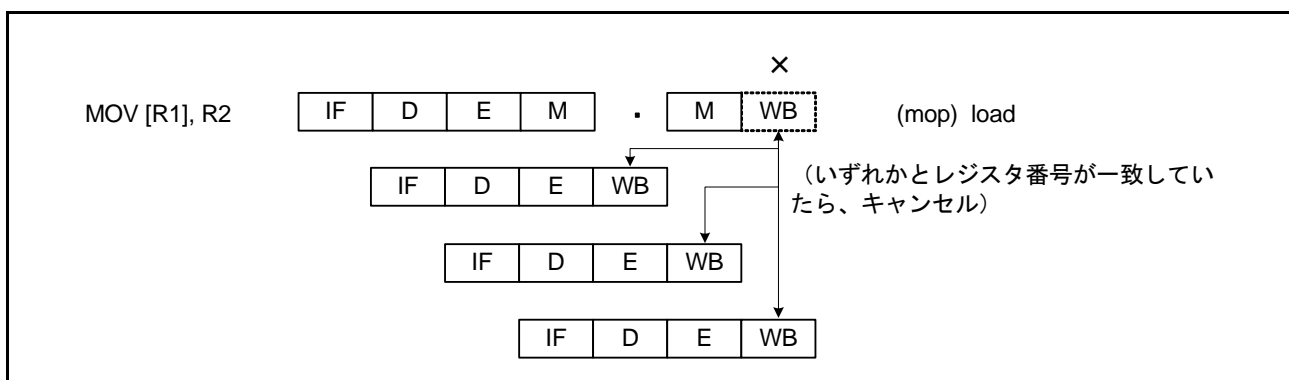 ×
MOV [R1], R2 IF D E M ・ M WB (mop) load
IF D E WB
（いずれかとレジスタ番号が一致してい
たら、キャンセル）
IF D E WB
IF D E WB